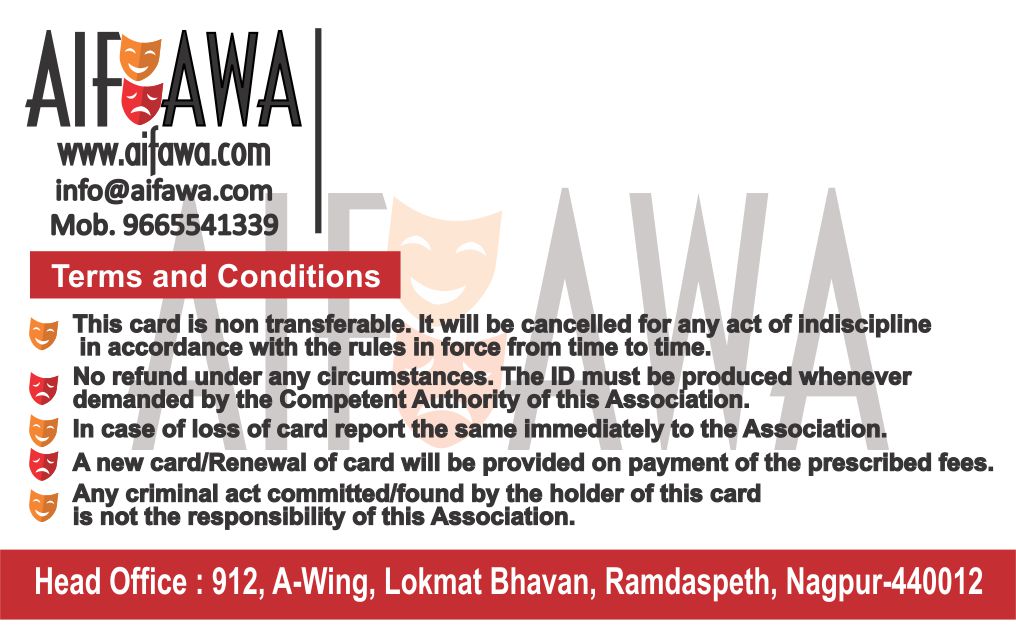 AIFAWA
www.aifawa.com
info@aifawa.com
Mob. 9665541339
AIFAWA
Terms and Conditions
This card is non transferable. It will be cancelled for any act of indiscipline
in accordance with the rules in force from time to time.
No refund under any circumstances. The ID must be produced whenever
demanded by the Competent Authority of this Association.
In case of loss of card report the same immediately to the Association.
A new card/Renewal of card will be provided on payment of the prescribed fees.
Any criminal act committed/found by the holder of this card
is not the responsibility of this Association.
Head Office : 912, A-Wing, Lokmat Bhavan, Ramdaspeth, Nagpur-440012